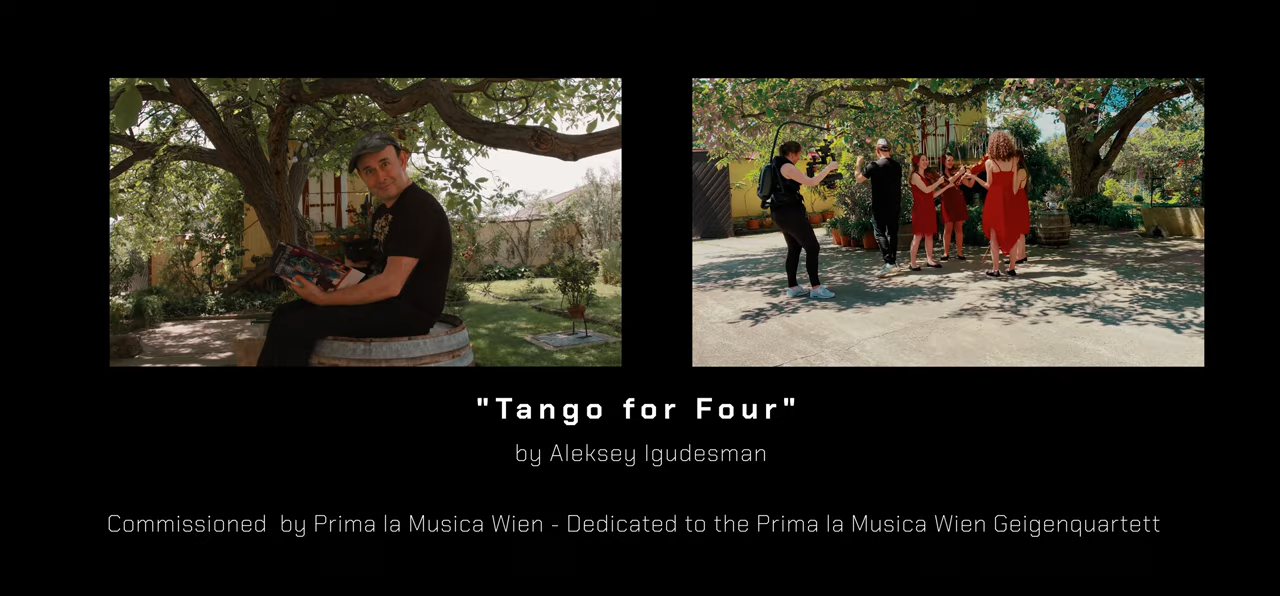 "Tango for Four"
by Aleksey Igudesman
Commissioned  by Prima la Musica Wien - Dedicated to the Prima la Musica Wien Geigenquartett